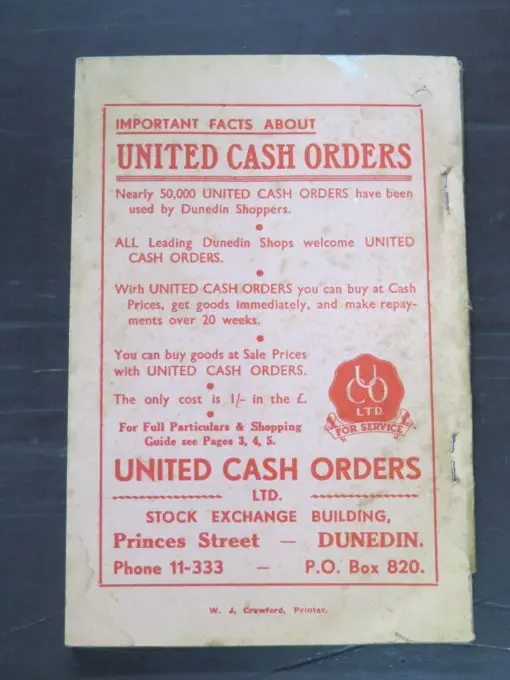 IMPORTANT FACTS ABOUT
UNITED CASH ORDERS
Nearly 50,000 UNITED CASH ORDERS have been
used by Dunedin Shoppers.
•
ALL Leading Dunedin Shops welcome UNITED
CASH ORDERS.
•
With UNITED CASH ORDERS you can buy at Cash
Prices, get goods immediately, and make repay-
ments over 20 weeks.
•
You can buy goods at Sale Prices
with UNITED CASH ORDERS.
•
The only cost is 1/- in the £.
•
For Full Particulars & Shopping
Guide see Pages 3, 4, 5.
UCO
LTD.
FOR SERVICE
UNITED CASH ORDERS
LTD.
STOCK EXCHANGE BUILDING,
Princes Street — DUNEDIN.
Phone 11-333 — P.O. Box 820.
W. J. Crawford, Printer.